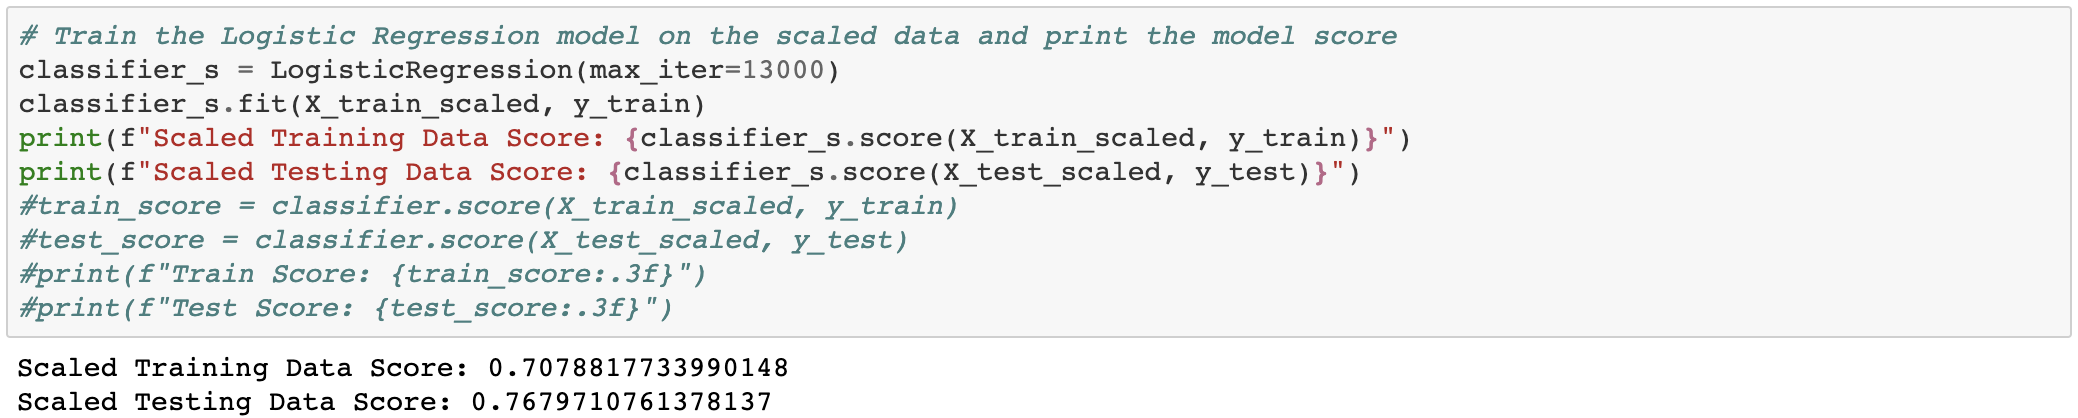 # Train the Logistic Regression model on the scaled data and print the model score
classifier_s = LogisticRegression(max_iter=13000)
classifier_s.fit(X_train_scaled, y_train)
print(f"Scaled Training Data Score: {classifier_s.score(X_train_scaled, y_train)}")
print(f"Scaled Testing Data Score: {classifier_s.score(X_test_scaled, y_test)}")
#train_score = classifier.score(X_train_scaled, y_train)
#test_score = classifier.score(X_test_scaled, y_test)
#print(f"Train Score: {train_score:.3f}")
#print(f"Test Score: {test_score:.3f}")
Scaled Training Data Score: 0.7078817733990148
Scaled Testing Data Score: 0.7679710761378137